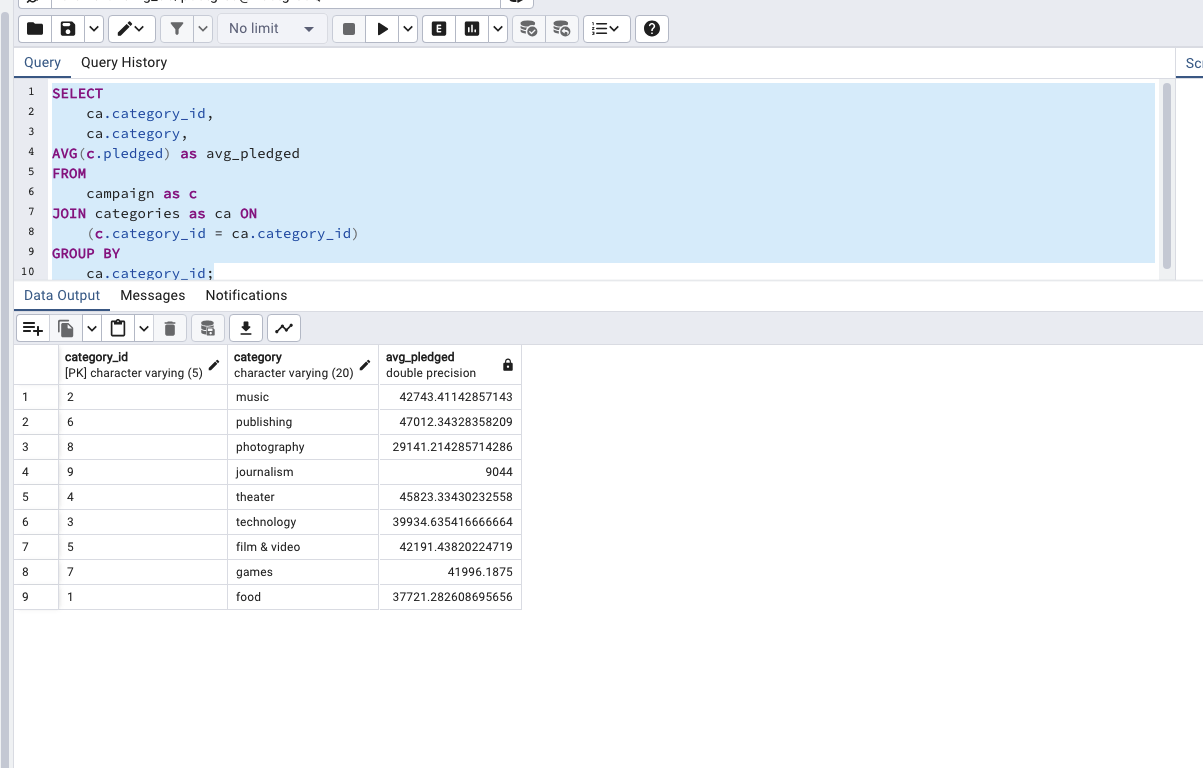 No limit
E
Query Query History
Sc
1 SELECT
2 ca.category_id,
3 ca.category,
4 AVG(c.pledged) as avg_pledged
5 FROM
6 campaign as c
7 JOIN categories as ca ON
8 (c.category_id = ca.category_id)
9 GROUP BY
10 ca.category_id;
Data Output Messages Notifications
category_id category avg_pledged
[PK] character varying (5) character varying (20) double precision
1 2 music 42743.41142857143
2 6 publishing 47012.34328358209
3 8 photography 29141.214285714286
4 9 journalism 9044
5 4 theater 45823.33430232558
6 3 technology 39934.635416666664
7 5 film & video 42191.43820224719
8 7 games 41996.1875
9 1 food 37721.282608695656